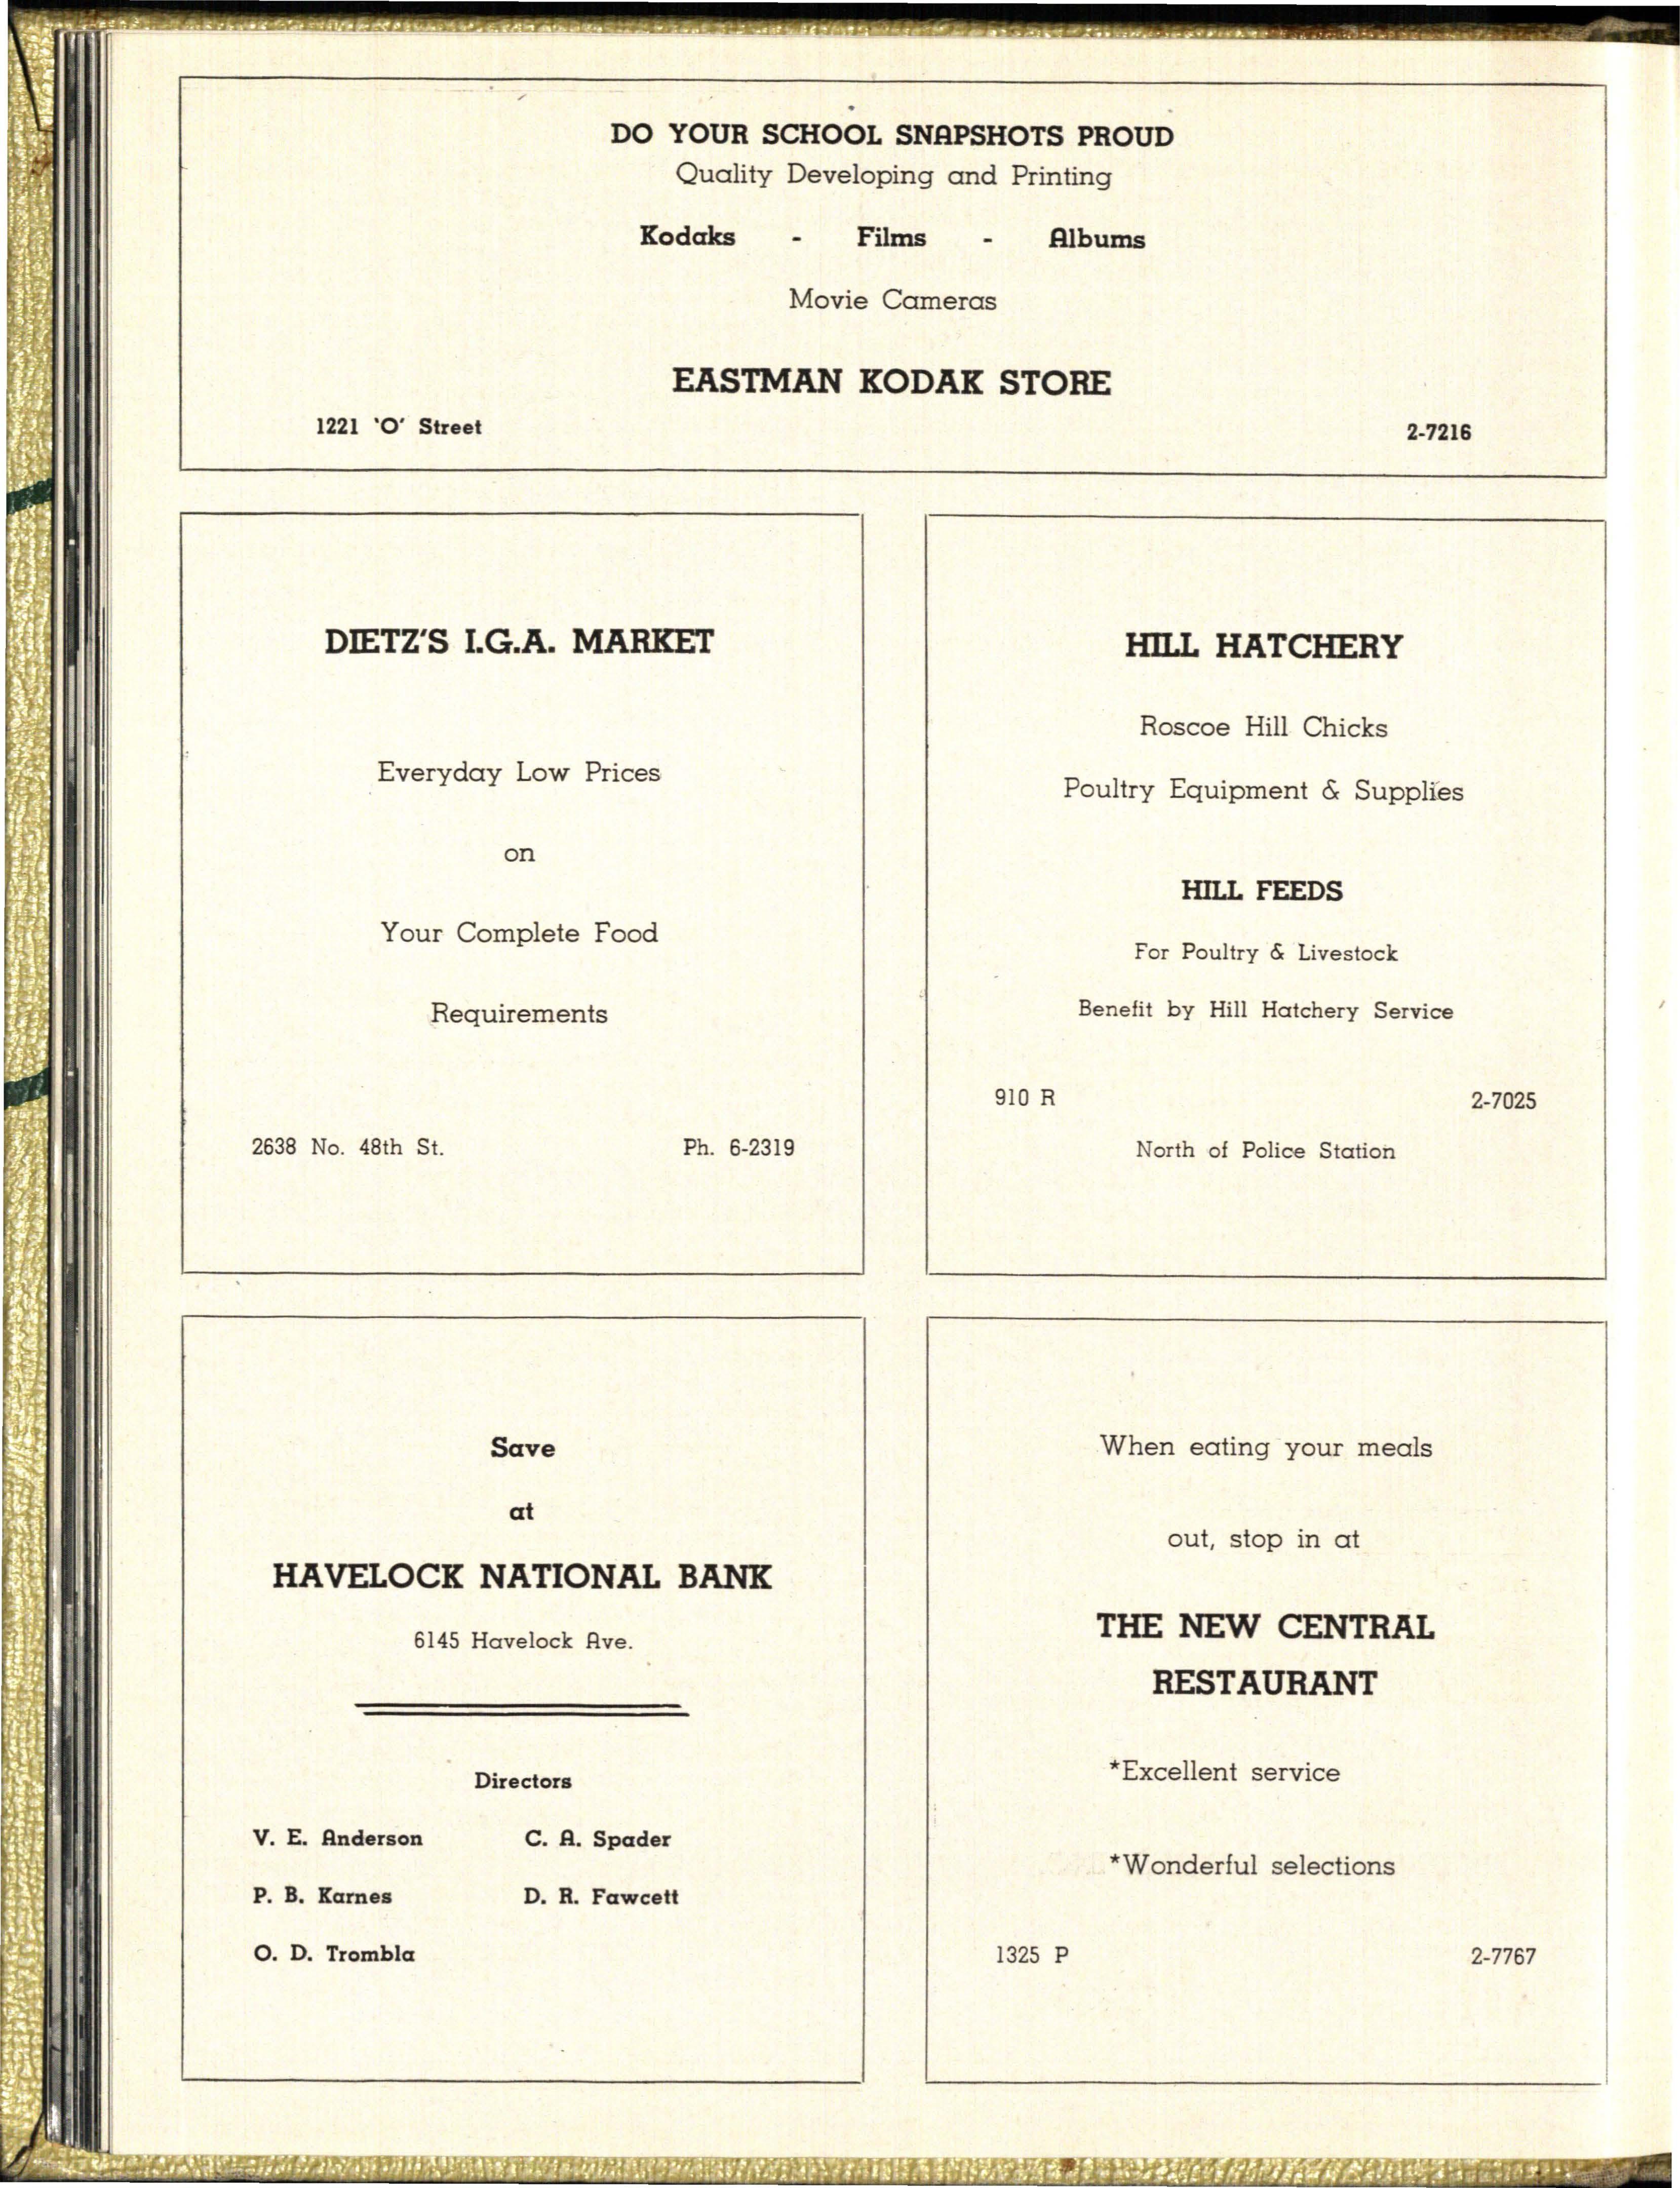 DO YOUR SCHOOL SNAPSHOTS PROUD
Quality Developing and Printing
Kodaks - Films - Albums
Movie Cameras
EASTMAN KODAK STORE
1221 'O' Street 2-7216
DIETZ'S I.G.A. MARKET
Everyday Low Prices
on
Your Complete Food
Requirements
2638 No. 48th St. Ph. 6-2319
HILL HATCHERY
Roscoe Hill Chicks
Poultry Equipment & Supplies
HILL FEEDS
For Poultry & Livestock
Benefit by Hill Hatchery Service
910 R 2-7025
North of Police Station
Save
at
HAVELOCK NATIONAL BANK
6145 Havelock Ave.
Directors
V. E. Anderson C. A. Spader
P. B. Karnes D. R. Fawcett
O. D. Trombla
When eating your meals
out, stop in at
THE NEW CENTRAL
RESTAURANT
*Excellent service
*Wonderful selections
1325 P 2-7767